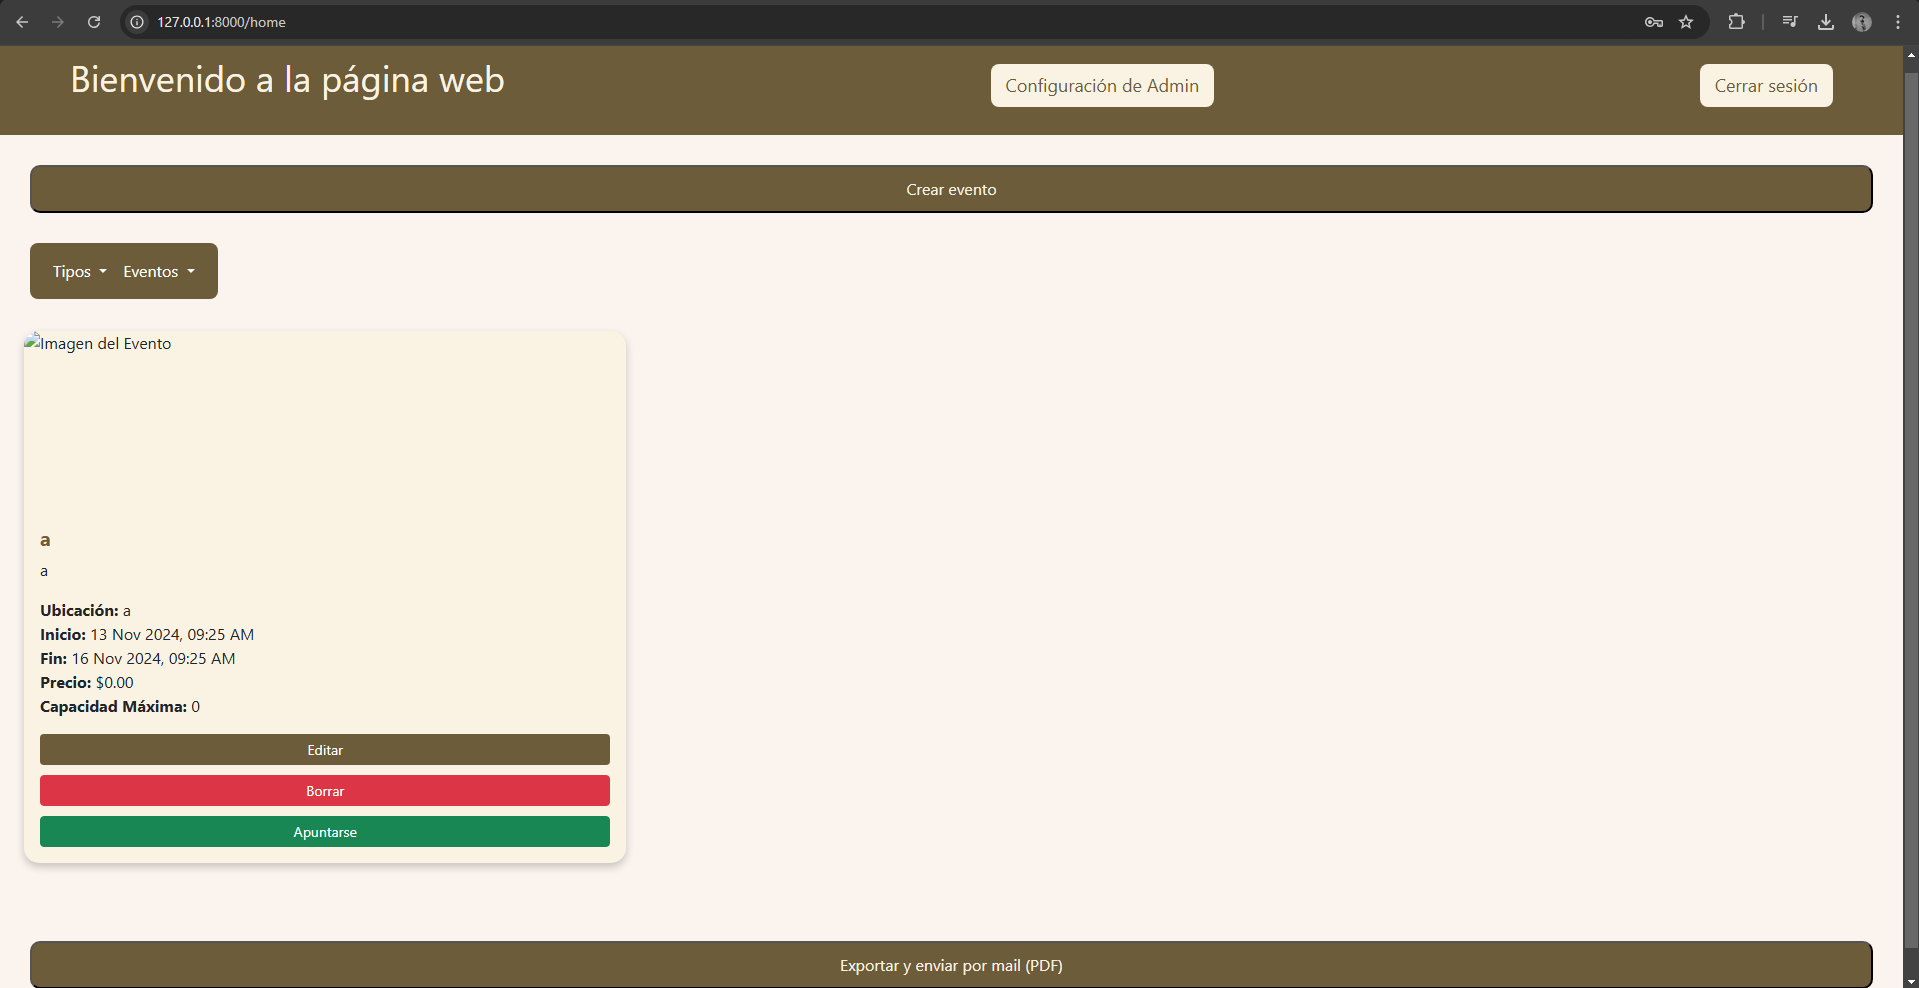 127.0.0.1:8000/home
Bienvenido a la página web
Configuración de Admin
Cerrar sesión
Crear evento
Tipos
Eventos
Imagen del Evento
a
a
Ubicación: a
Inicio: 13 Nov 2024, 09:25 AM
Fin: 16 Nov 2024, 09:25 AM
Precio: $0.00
Capacidad Máxima: 0
Editar
Borrar
Apuntarse
Exportar y enviar por mail (PDF)